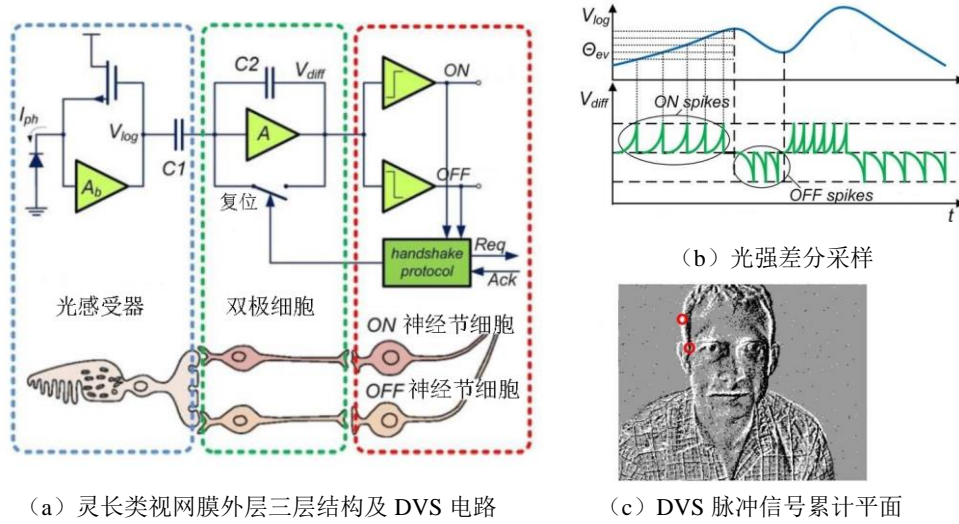 C2
V_diff
ON
I_ph
V_log
C1
A
A_b
OFF
复位
handshake
protocol
Req
Ack
光感受器
双极细胞
ON 神经节细胞
OFF 神经节细胞
(a)灵长类视网膜外层三层结构及 DVS 电路
V_log
Θ_ev
V_diff
ON spikes
OFF spikes
t
(b)光强差分采样
(c)DVS 脉冲信号累计平面